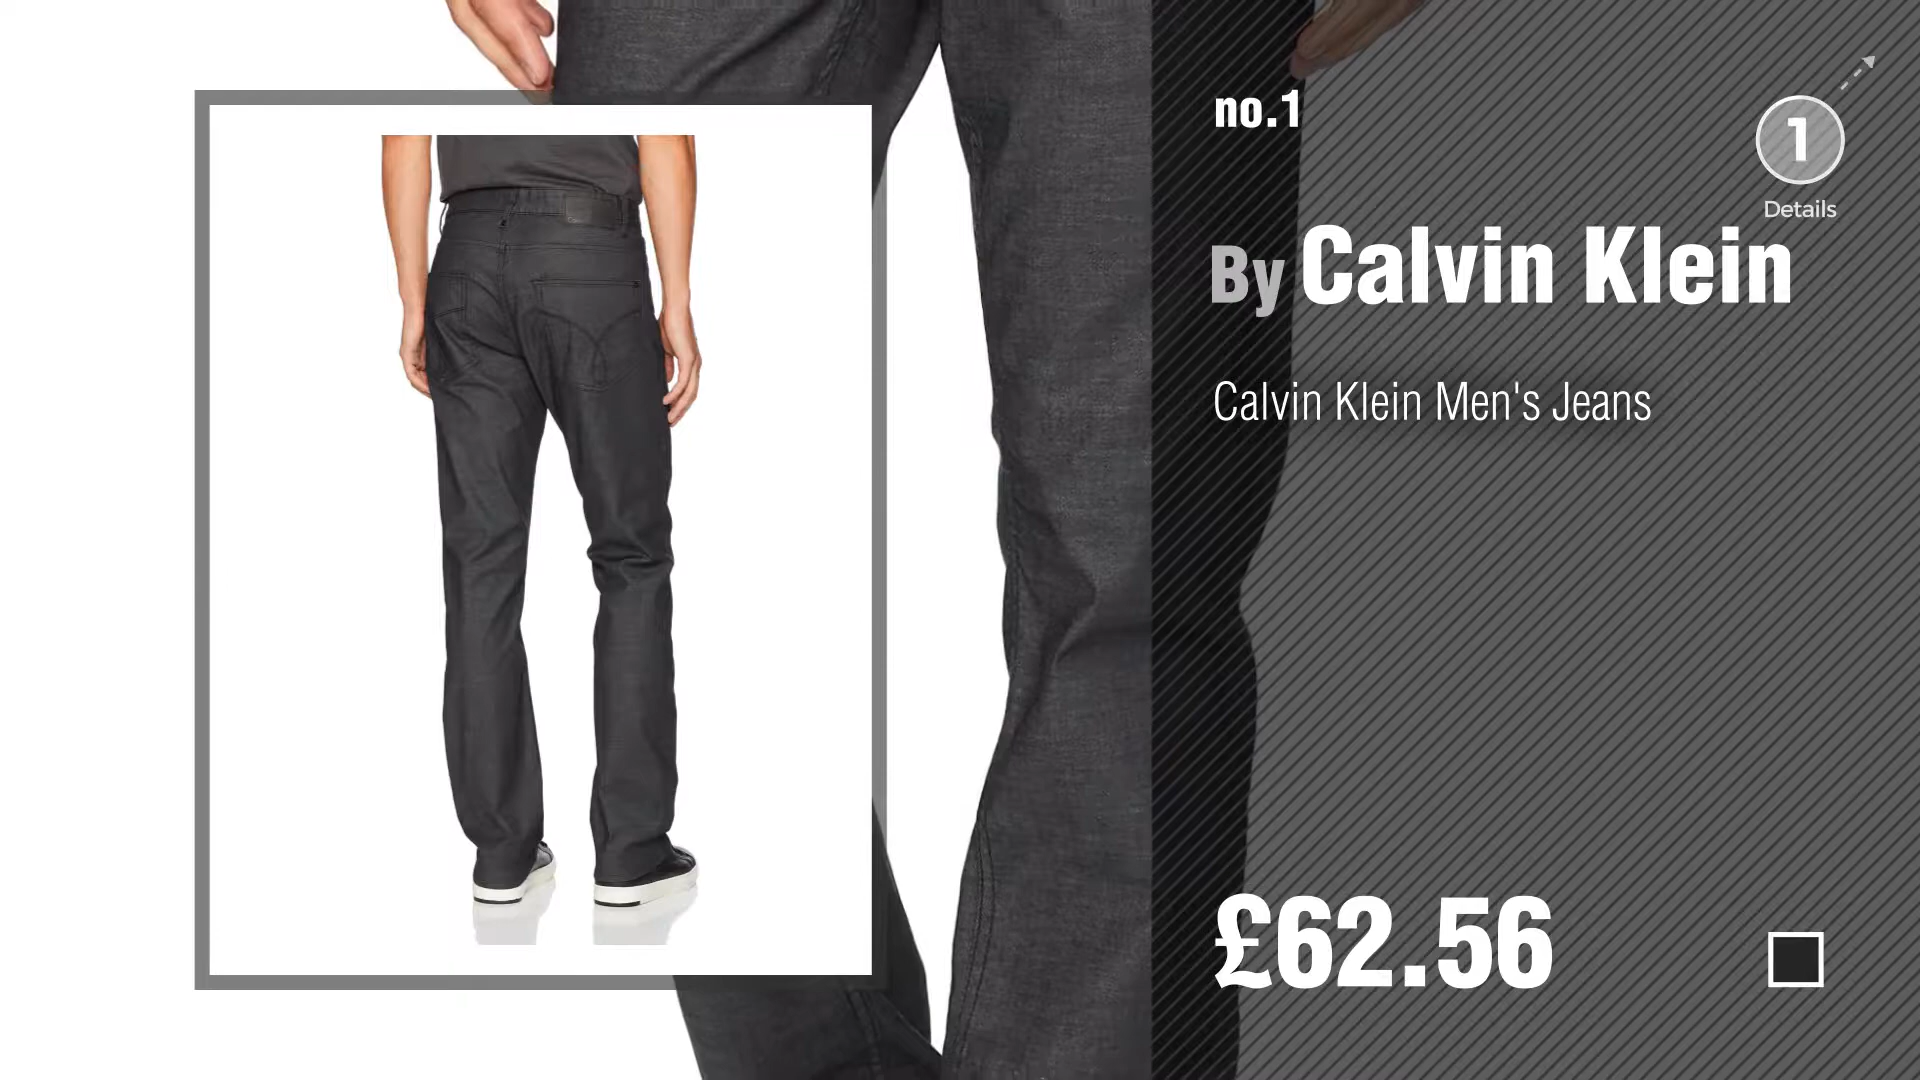 no.1
1
Details
By Calvin Klein
Calvin Klein Men's Jeans
£62.56